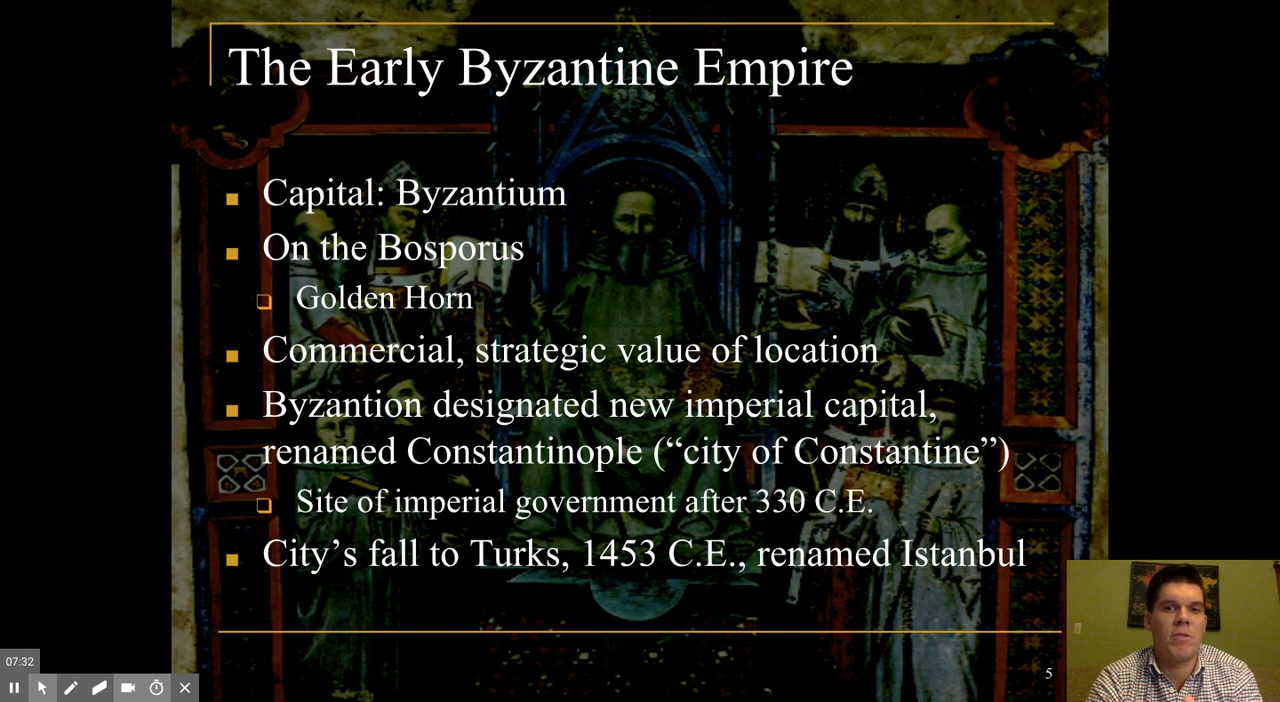 The Early Byzantine Empire
Capital: Byzantium
On the Bosporus
Golden Horn
Commercial, strategic value of location
Byzantion designated new imperial capital,
renamed Constantinople (“city of Constantine”)
Site of imperial government after 330 C.E.
City’s fall to Turks, 1453 C.E., renamed Istanbul
5
07:32